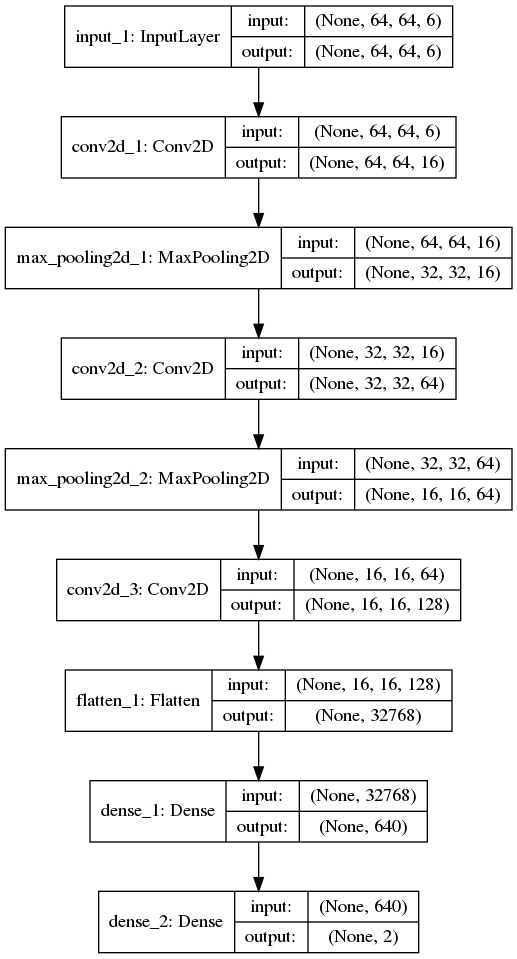 input_1: InputLayer
input: (None, 64, 64, 6)
output: (None, 64, 64, 6)
conv2d_1: Conv2D
input: (None, 64, 64, 6)
output: (None, 64, 64, 16)
max_pooling2d_1: MaxPooling2D
input: (None, 64, 64, 16)
output: (None, 32, 32, 16)
conv2d_2: Conv2D
input: (None, 32, 32, 16)
output: (None, 32, 32, 64)
max_pooling2d_2: MaxPooling2D
input: (None, 32, 32, 64)
output: (None, 16, 16, 64)
conv2d_3: Conv2D
input: (None, 16, 16, 64)
output: (None, 16, 16, 128)
flatten_1: Flatten
input: (None, 16, 16, 128)
output: (None, 32768)
dense_1: Dense
input: (None, 32768)
output: (None, 640)
dense_2: Dense
input: (None, 640)
output: (None, 2)